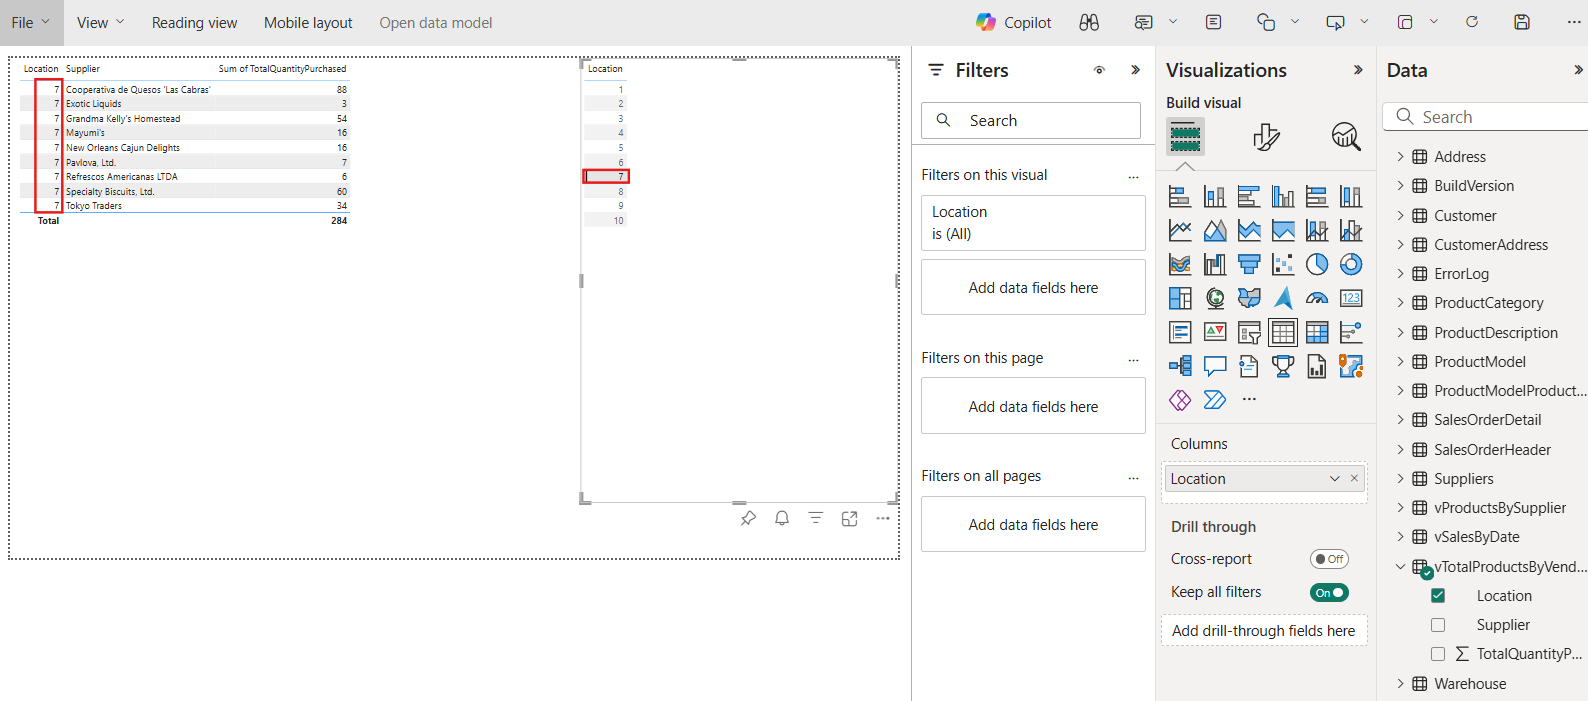 File View Reading view Mobile layout Open data model Copilot
Location Supplier Sum of TotalQuantityPurchased
7 Cooperativa de Quesos 'Las Cabras' 88
7 Exotic Liquids 3
7 Grandma Kelly's Homestead 54
7 Mayumi's 16
7 New Orleans Cajun Delights 16
7 Pavlova, Ltd. 7
7 Refrescos Americanas LTDA 6
7 Specialty Biscuits, Ltd. 60
7 Tokyo Traders 34
Total 284
Location
1
2
3
4
5
6
7
8
9
10
Filters
Search
Filters on this visual
Location
is (All)
Add data fields here
Filters on this page
Add data fields here
Filters on all pages
Add data fields here
Visualizations
Build visual
123
Columns
Location
Drill through
Cross-report Off
Keep all filters On
Add drill-through fields here
Data
Search
Address
BuildVersion
Customer
CustomerAddress
ErrorLog
ProductCategory
ProductDescription
ProductModel
ProductModelProduct...
SalesOrderDetail
SalesOrderHeader
Suppliers
vProductsBySupplier
vSalesByDate
vTotalProductsByVend...
Location
Supplier
TotalQuantityP...
Warehouse